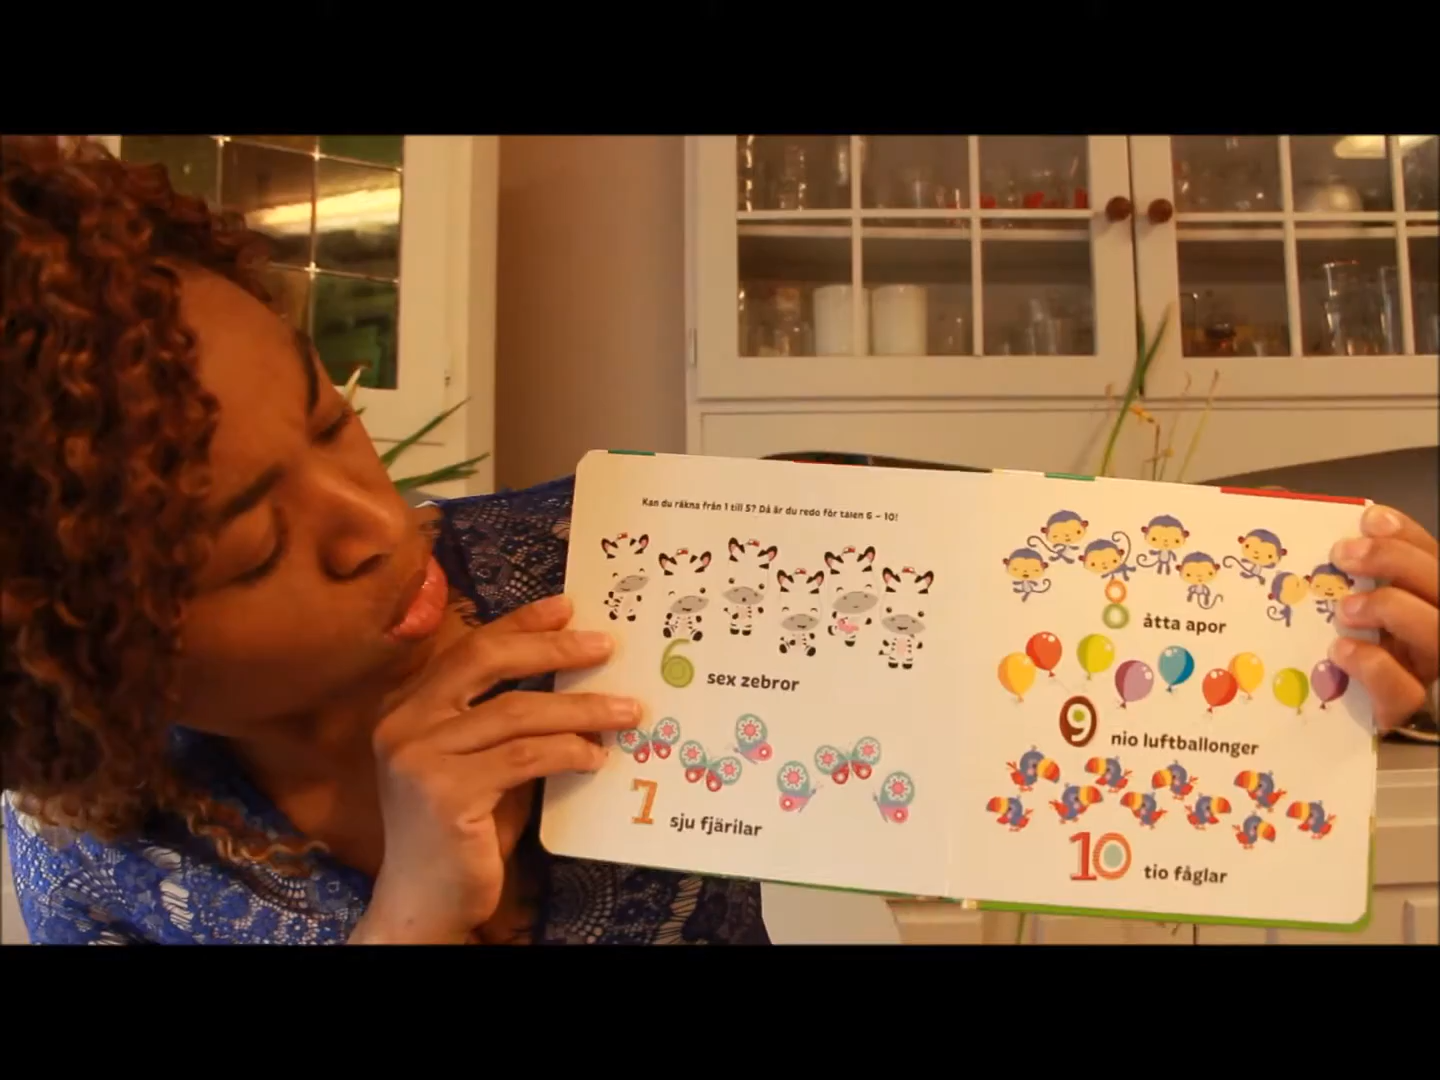 Kan du räkna från 1 till 5? Då är du redo för talen 6 – 10!
6 sex zebror
7 sju fjärilar
8 åtta apor
9 nio luftballonger
10 tio fåglar